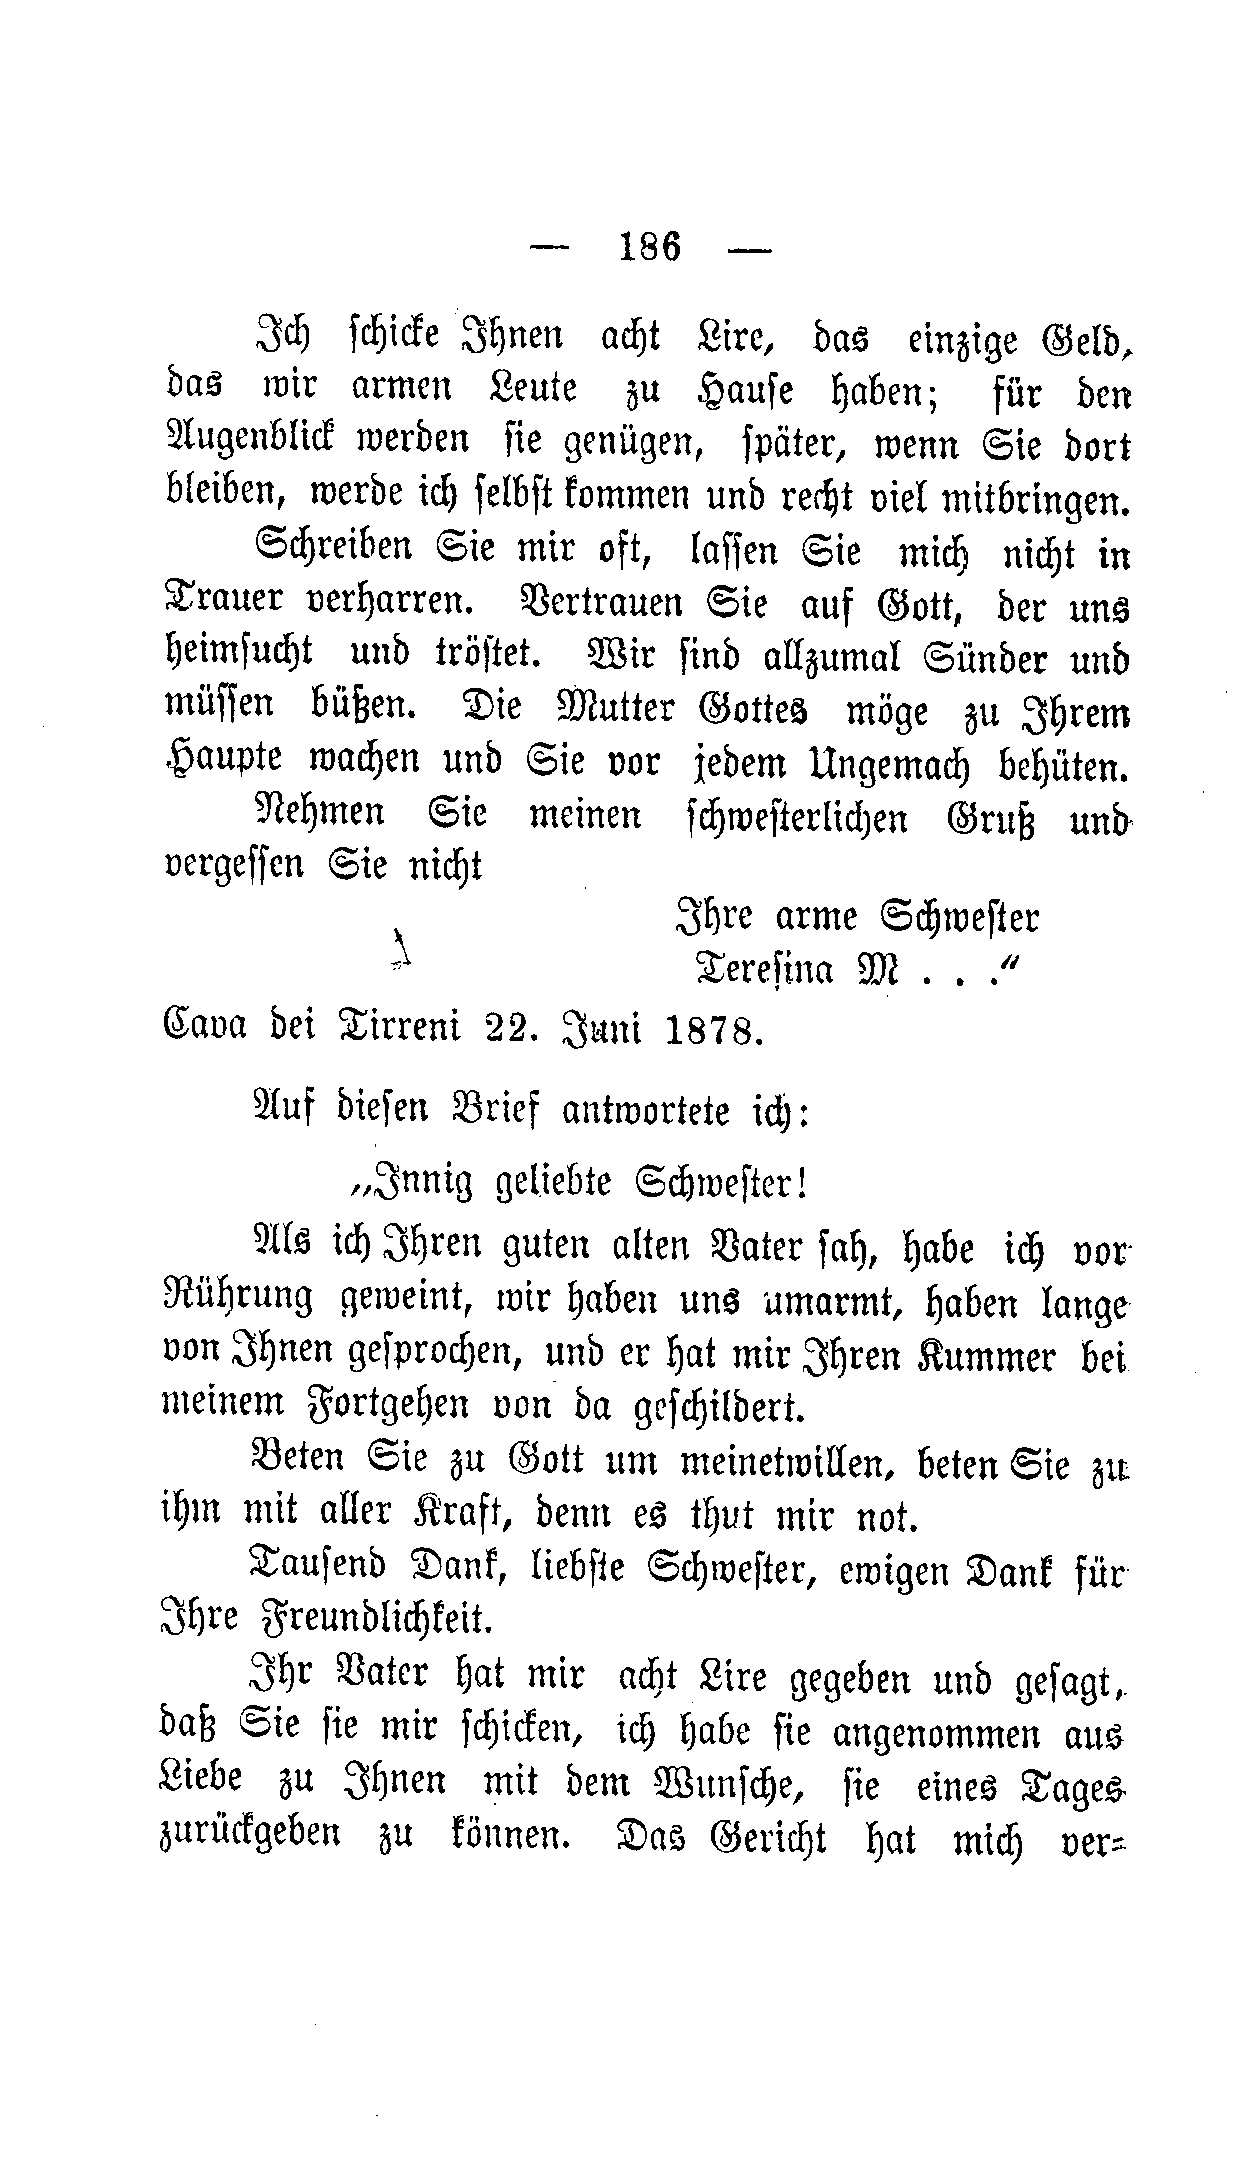 — 186 —
Ich schicke Ihnen acht Lire, das einzige Geld,
das wir armen Leute zu Hause haben; für den
Augenblick werden sie genügen, später, wenn Sie dort
bleiben, werde ich selbst kommen und recht viel mitbringen.
Schreiben Sie mir oft, lassen Sie mich nicht in
Trauer verharren. Vertrauen Sie auf Gott, der uns
heimsucht und tröstet. Wir sind allzumal Sünder und
müssen büßen. Die Mutter Gottes möge zu Ihrem
Haupte wachen und Sie vor jedem Ungemach behüten.
Nehmen Sie meinen schwesterlichen Gruß und
vergessen Sie nicht
Ihre arme Schwester
Teresina M . . .“
Cava dei Tirreni 22. Juni 1878.
Auf diesen Brief antwortete ich:
„Innig geliebte Schwester!
Als ich Ihren guten alten Vater sah, habe ich vor
Rührung geweint, wir haben uns umarmt, haben lange
von Ihnen gesprochen, und er hat mir Ihren Kummer bei
meinem Fortgehen von da geschildert.
Beten Sie zu Gott um meinetwillen, beten Sie zu
ihm mit aller Kraft, denn es thut mir not.
Tausend Dank, liebste Schwester, ewigen Dank für
Ihre Freundlichkeit.
Ihr Vater hat mir acht Lire gegeben und gesagt,
daß Sie sie mir schicken, ich habe sie angenommen aus
Liebe zu Ihnen mit dem Wunsche, sie eines Tages
zurückgeben zu können. Das Gericht hat mich ver-